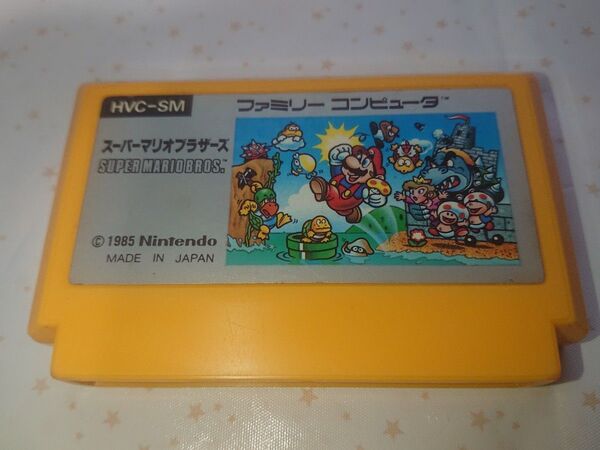 HVC-SM
ファミリー コンピュータ™
スーパーマリオブラザーズ
SUPER MARIO BROS.™
© 1985 Nintendo
MADE IN JAPAN